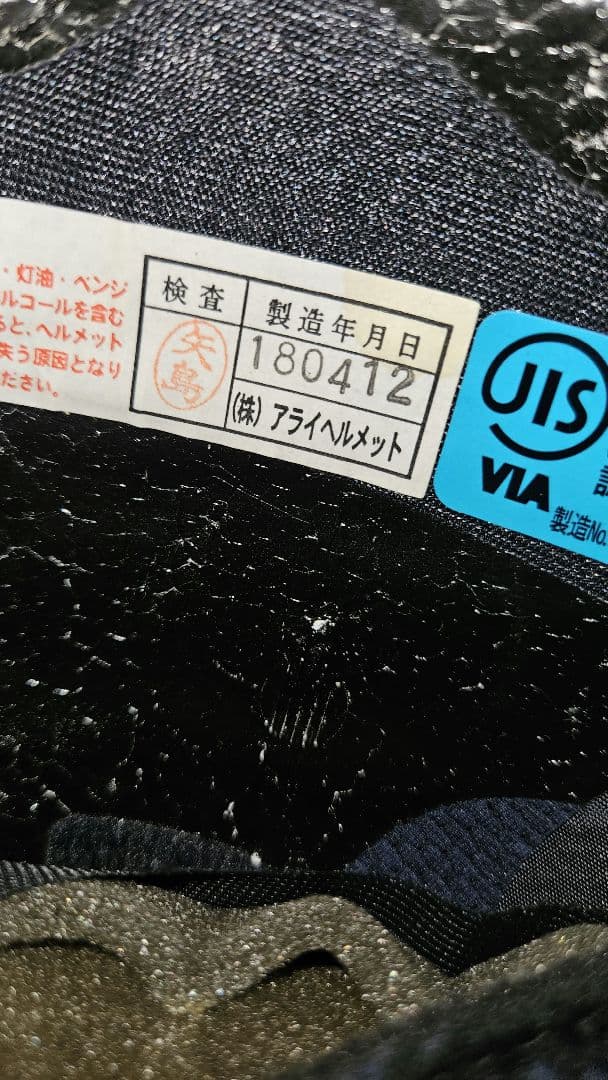 ・灯油・ベンジ
ルコールを含む
ると、ヘルメット
失う原因となり
ださい。
検査
矢島
製造年月日
180412
(株) アライヘルメット
JIS
VIA
製造No.